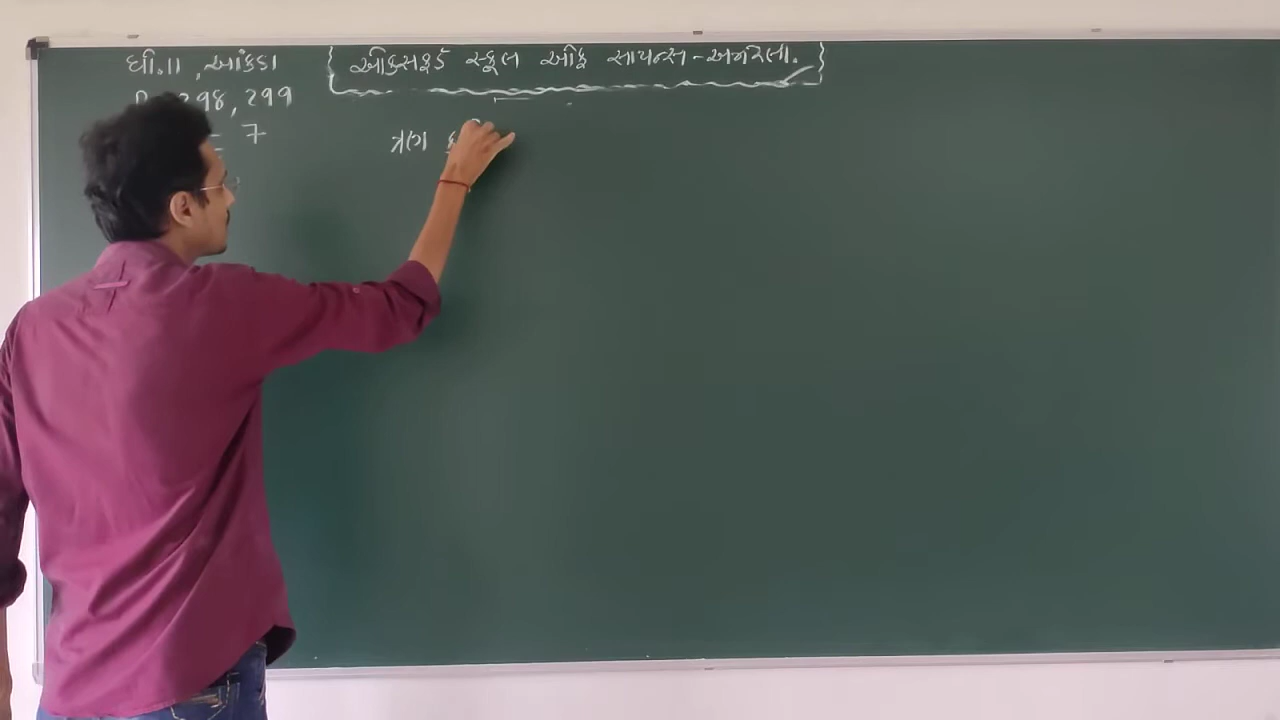 ધો.11 , આંકડા
ઓક્સફર્ડ સ્કૂલ ઓફ સાયન્સ - અમરેલી.
298, 299
= 7
ત્રણ